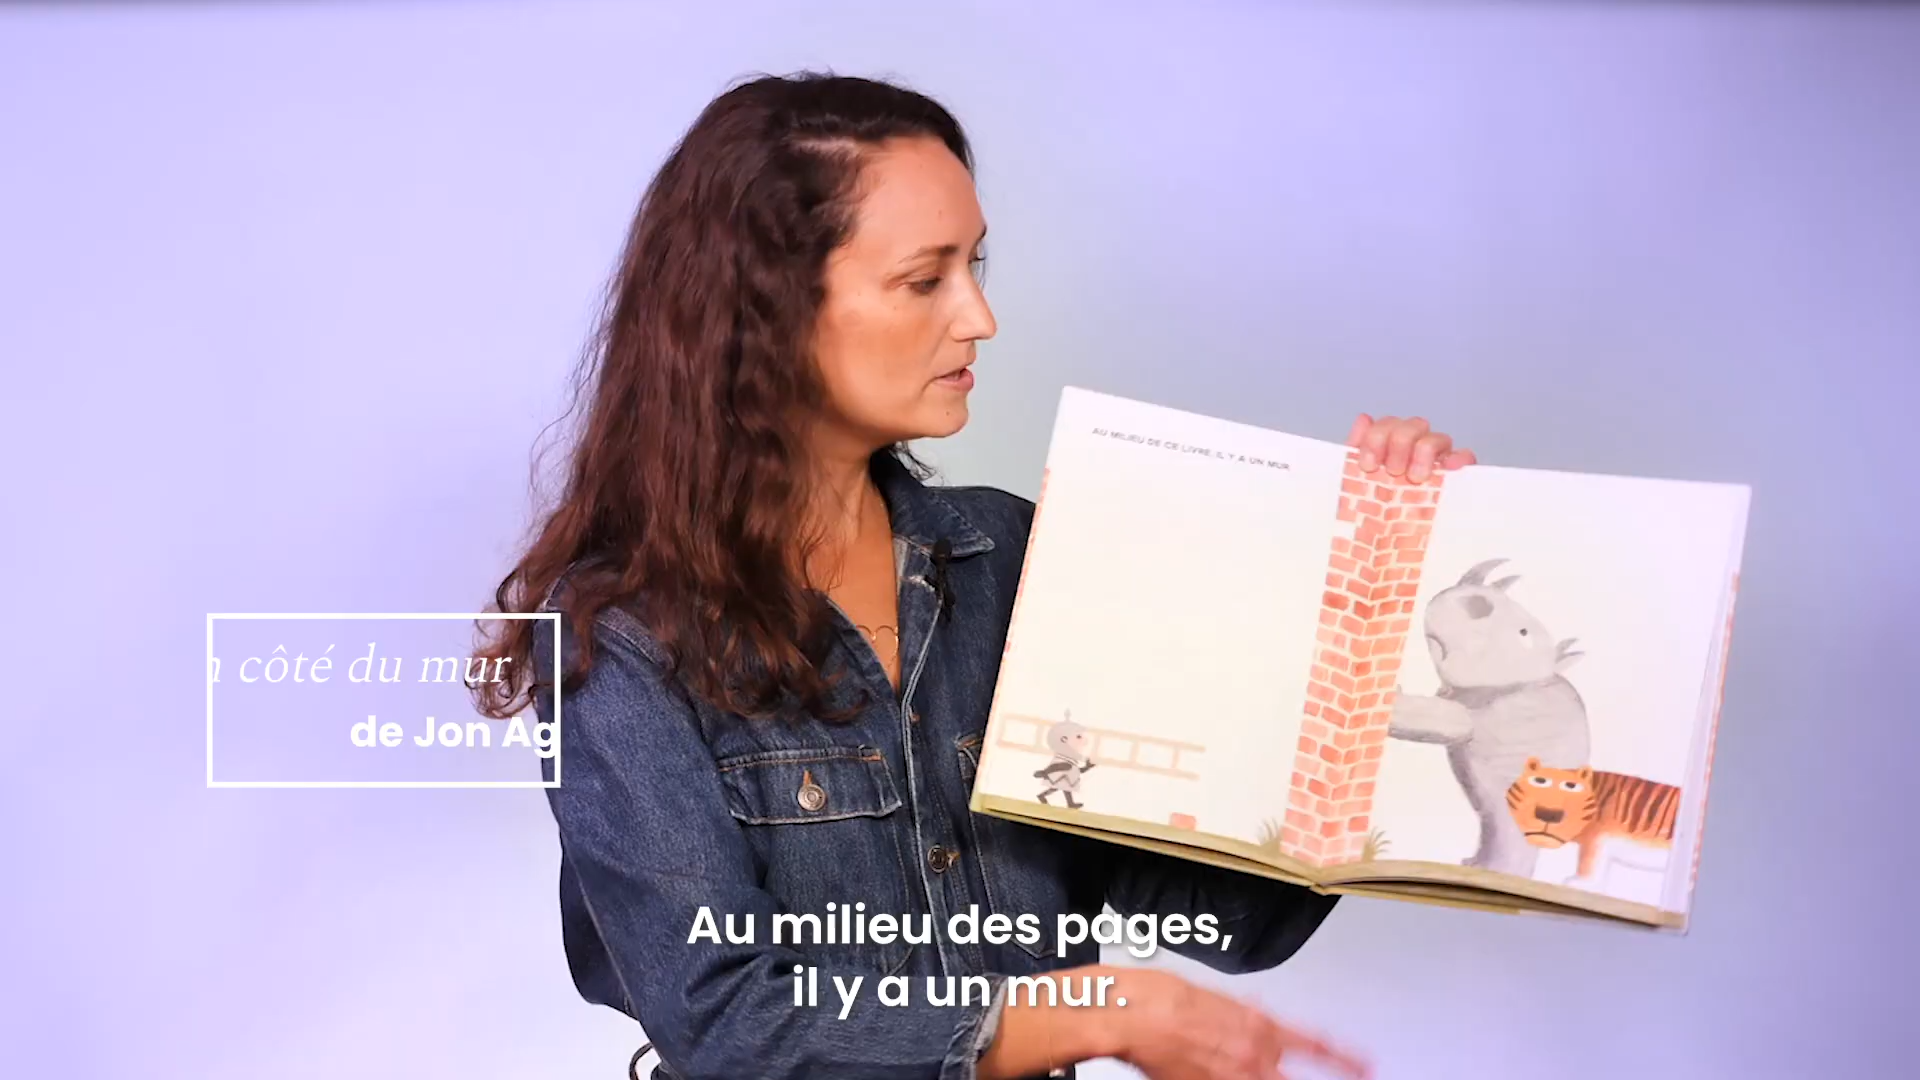 AU MILIEU DE CE LIVRE, IL Y A UN MUR.
côté du mur
de Jon Ag
Au milieu des pages,
il y a un mur.